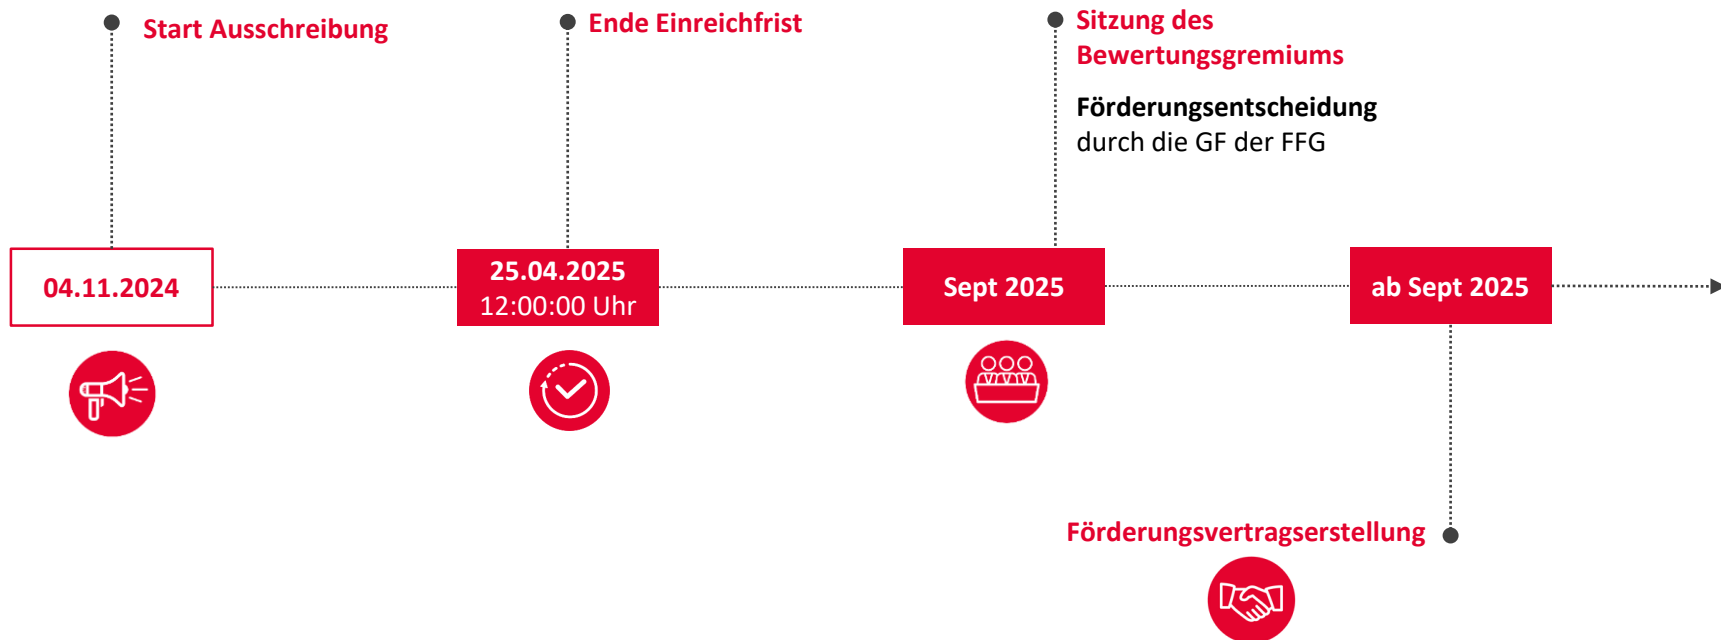 Start Ausschreibung
Ende Einreichfrist
Sitzung des
Bewertungsgremiums
Förderungsentscheidung
durch die GF der FFG
04.11.2024
25.04.2025
12:00:00 Uhr
Sept 2025
ab Sept 2025
Förderungsvertragserstellung